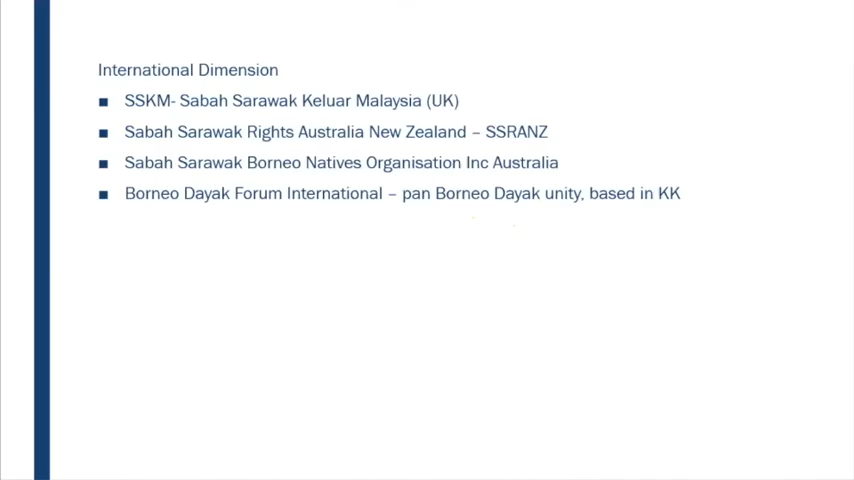 International Dimension
■ SSKM- Sabah Sarawak Keluar Malaysia (UK)
■ Sabah Sarawak Rights Australia New Zealand – SSRANZ
■ Sabah Sarawak Borneo Natives Organisation Inc Australia
■ Borneo Dayak Forum International – pan Borneo Dayak unity, based in KK